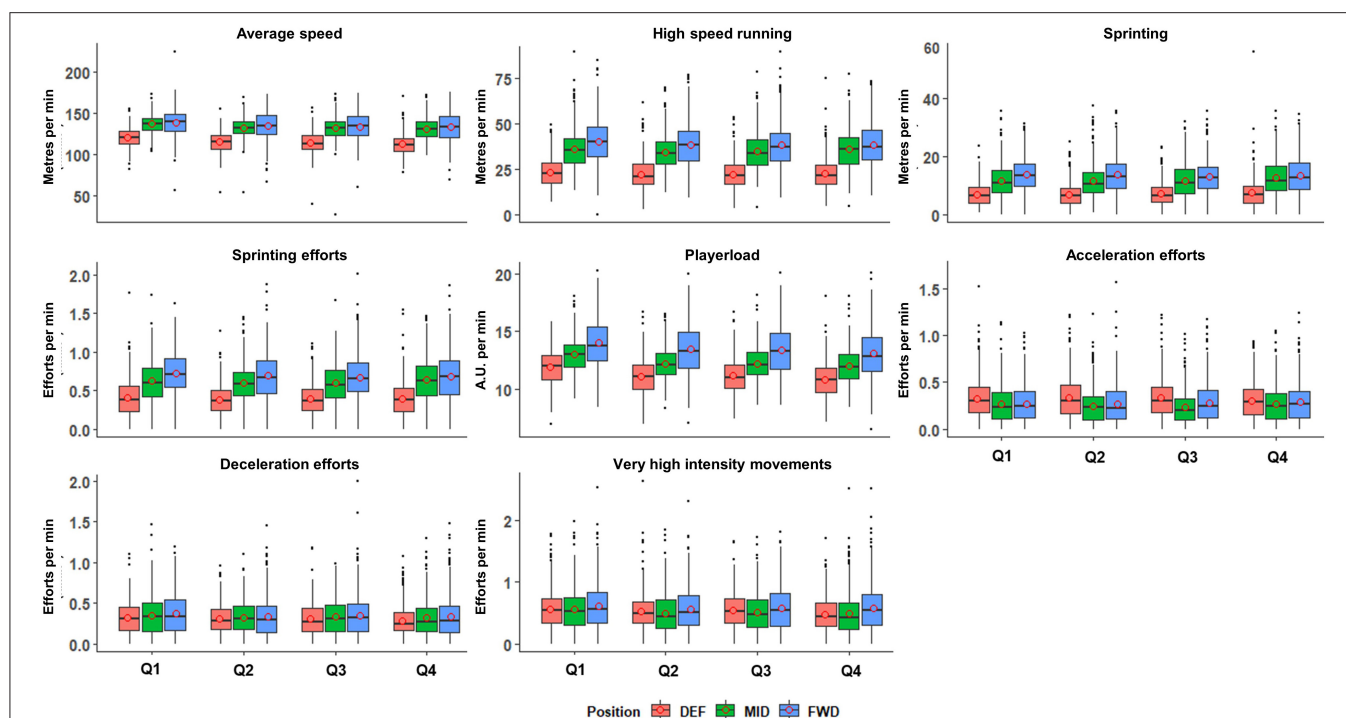 Average speed
High speed running
Sprinting
Metres per min
200
150
100
50
Metres per min
75
50
25
0
Metres per min
60
40
20
0
Sprinting efforts
Playerload
Acceleration efforts
Efforts per min
2.0
1.5
1.0
0.5
0.0
A.U. per min
20
15
10
Efforts per min
1.5
1.0
0.5
0.0
Q1 Q2 Q3 Q4
Deceleration efforts
Very high intensity movements
Efforts per min
2.0
1.5
1.0
0.5
0.0
Efforts per min
2
1
0
Q1 Q2 Q3 Q4
Q1 Q2 Q3 Q4
Position DEF MID FWD